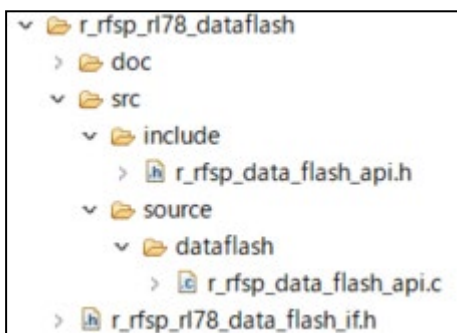 r_rfsp_rl78_dataflash
doc
src
include
r_rfsp_data_flash_api.h
source
dataflash
r_rfsp_data_flash_api.c
r_rfsp_rl78_data_flash_if.h